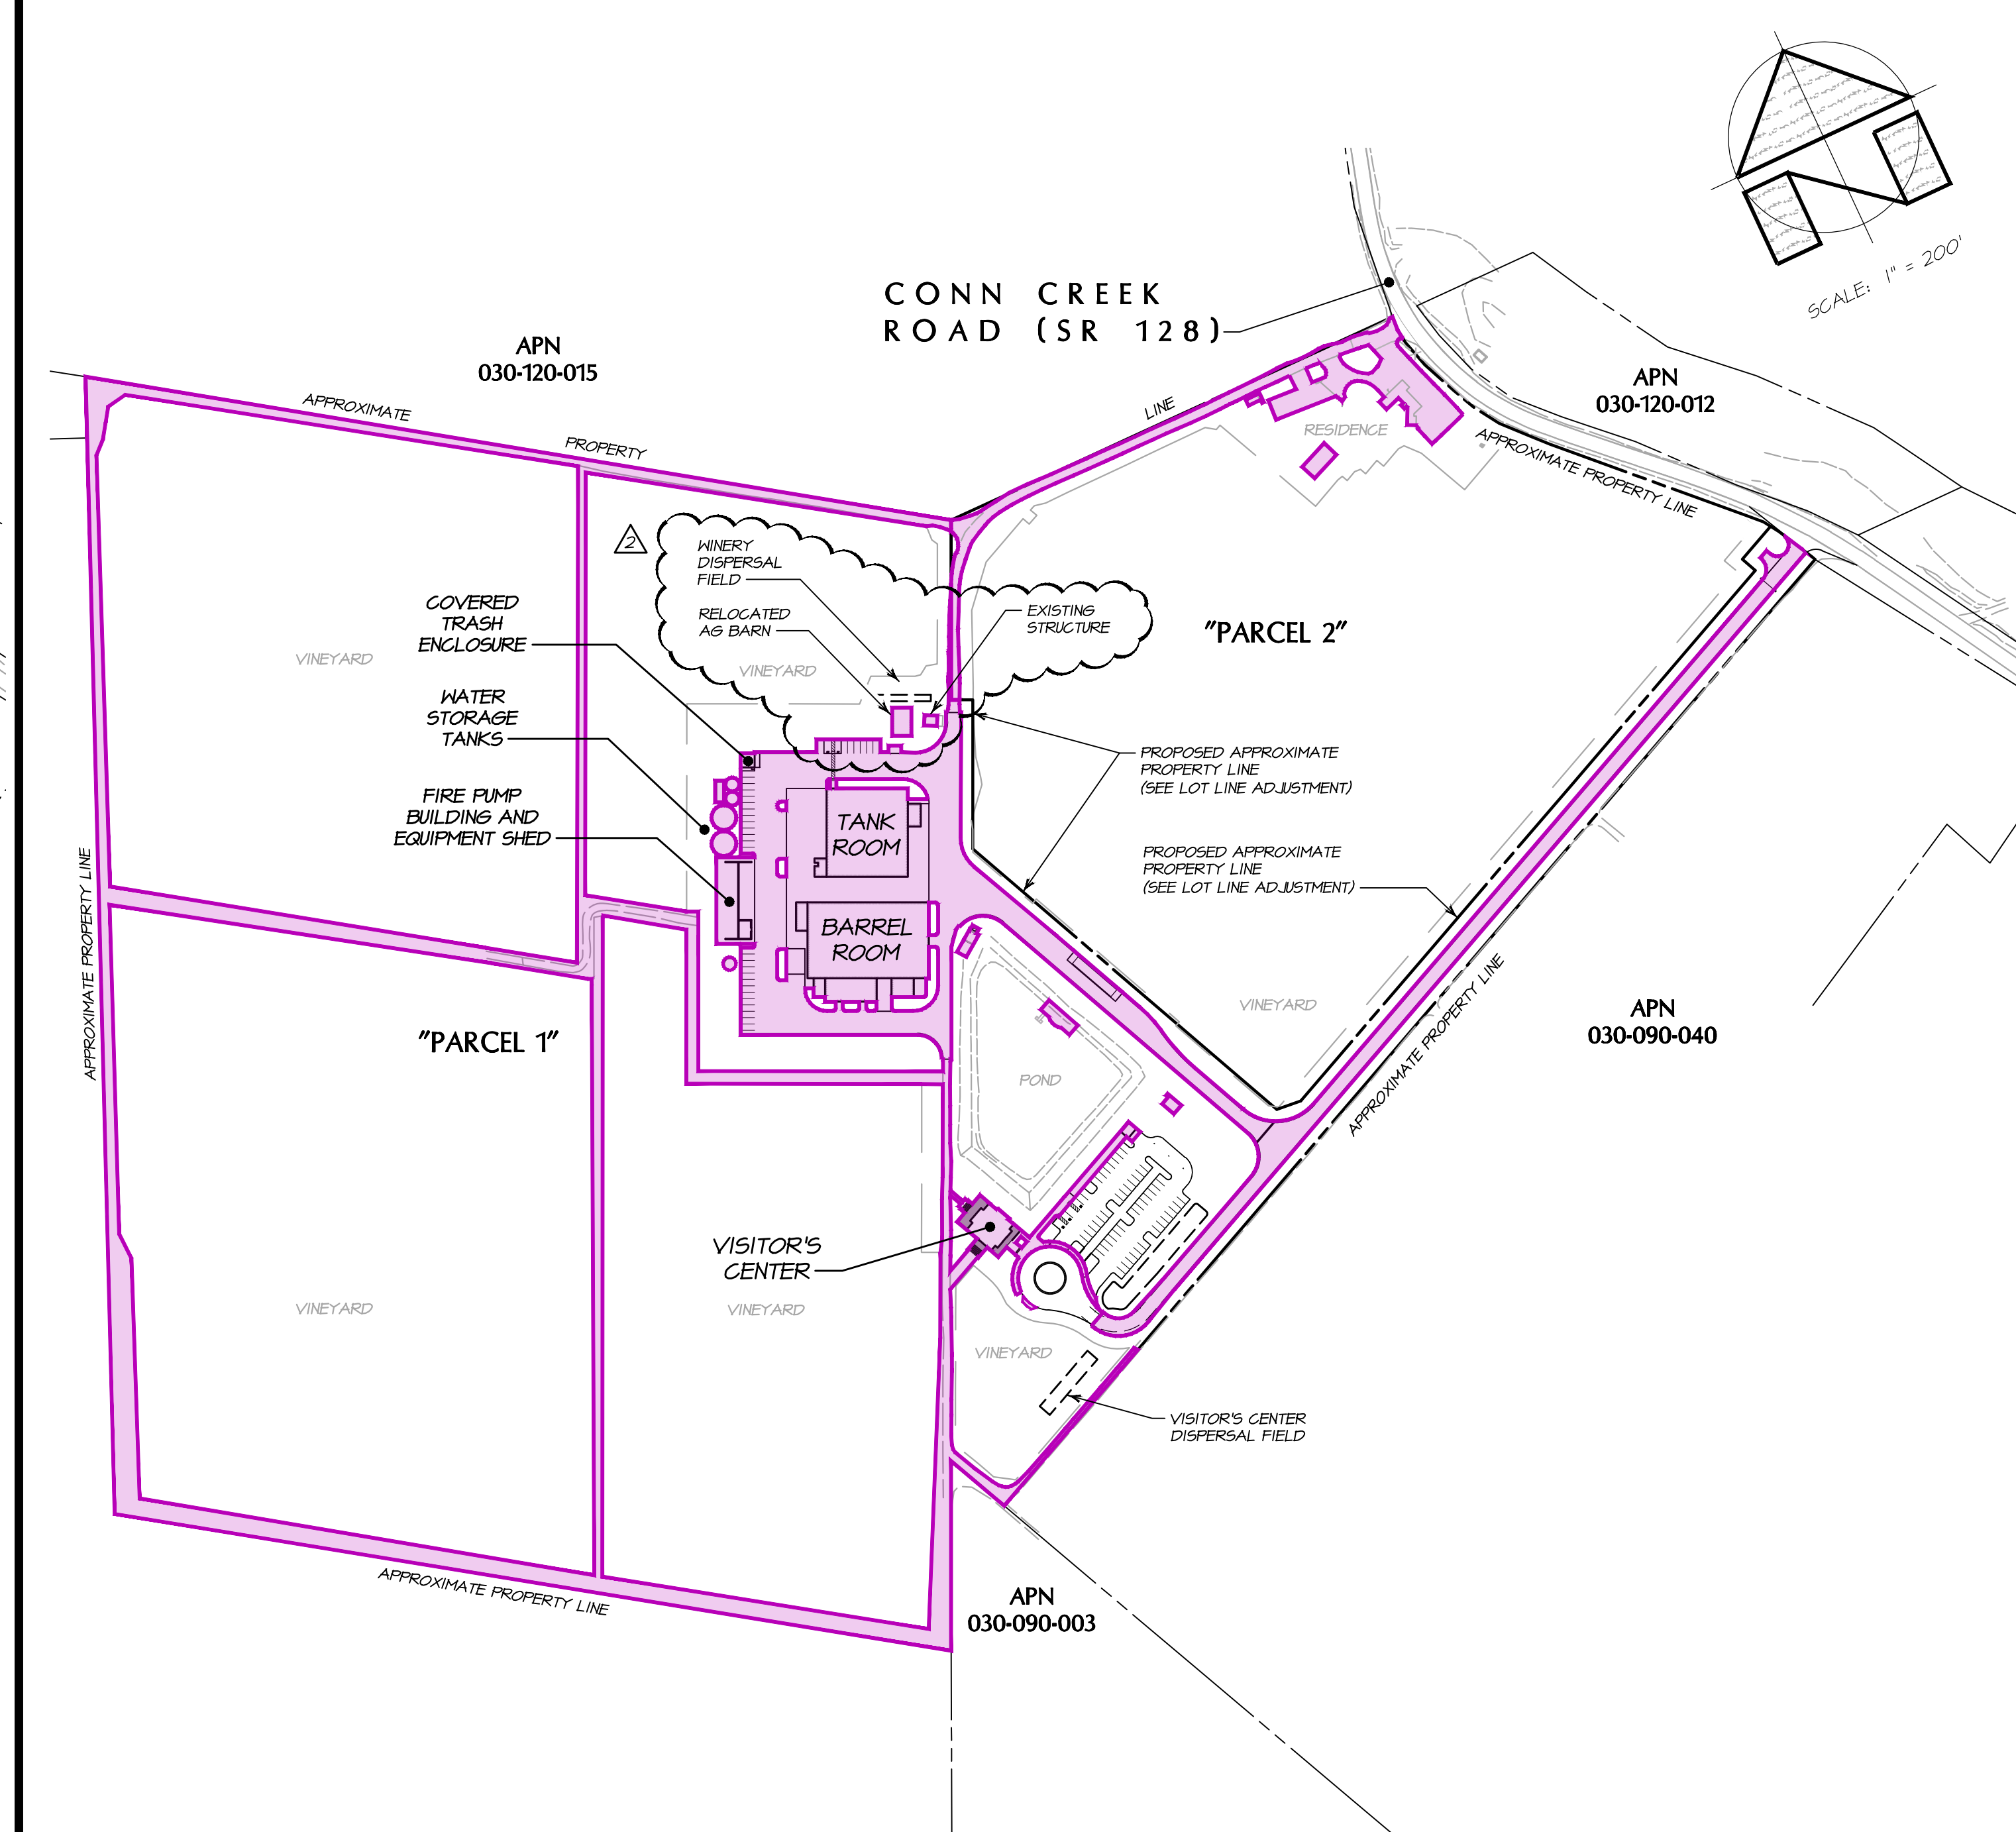 SCALE: 1" = 200'
CONN CREEK
ROAD (SR 128)
APN
030-120-015
APN
030-120-012
APPROXIMATE
PROPERTY
LINE
RESIDENCE
APPROXIMATE PROPERTY LINE
2
WINERY
DISPERSAL
FIELD
RELOCATED
AG BARN
EXISTING
STRUCTURE
COVERED
TRASH
ENCLOSURE
"PARCEL 2"
VINEYARD
VINEYARD
WATER
STORAGE
TANKS
PROPOSED APPROXIMATE
PROPERTY LINE
(SEE LOT LINE ADJUSTMENT)
FIRE PUMP
BUILDING AND
EQUIPMENT SHED
TANK
ROOM
PROPOSED APPROXIMATE
PROPERTY LINE
(SEE LOT LINE ADJUSTMENT)
BARREL
ROOM
APPROXIMATE PROPERTY LINE
VINEYARD
APPROXIMATE PROPERTY LINE
APN
030-090-040
"PARCEL 1"
POND
VISITOR'S
CENTER
VINEYARD
VINEYARD
VINEYARD
VISITOR'S CENTER
DISPERSAL FIELD
APPROXIMATE PROPERTY LINE
APN
030-090-003